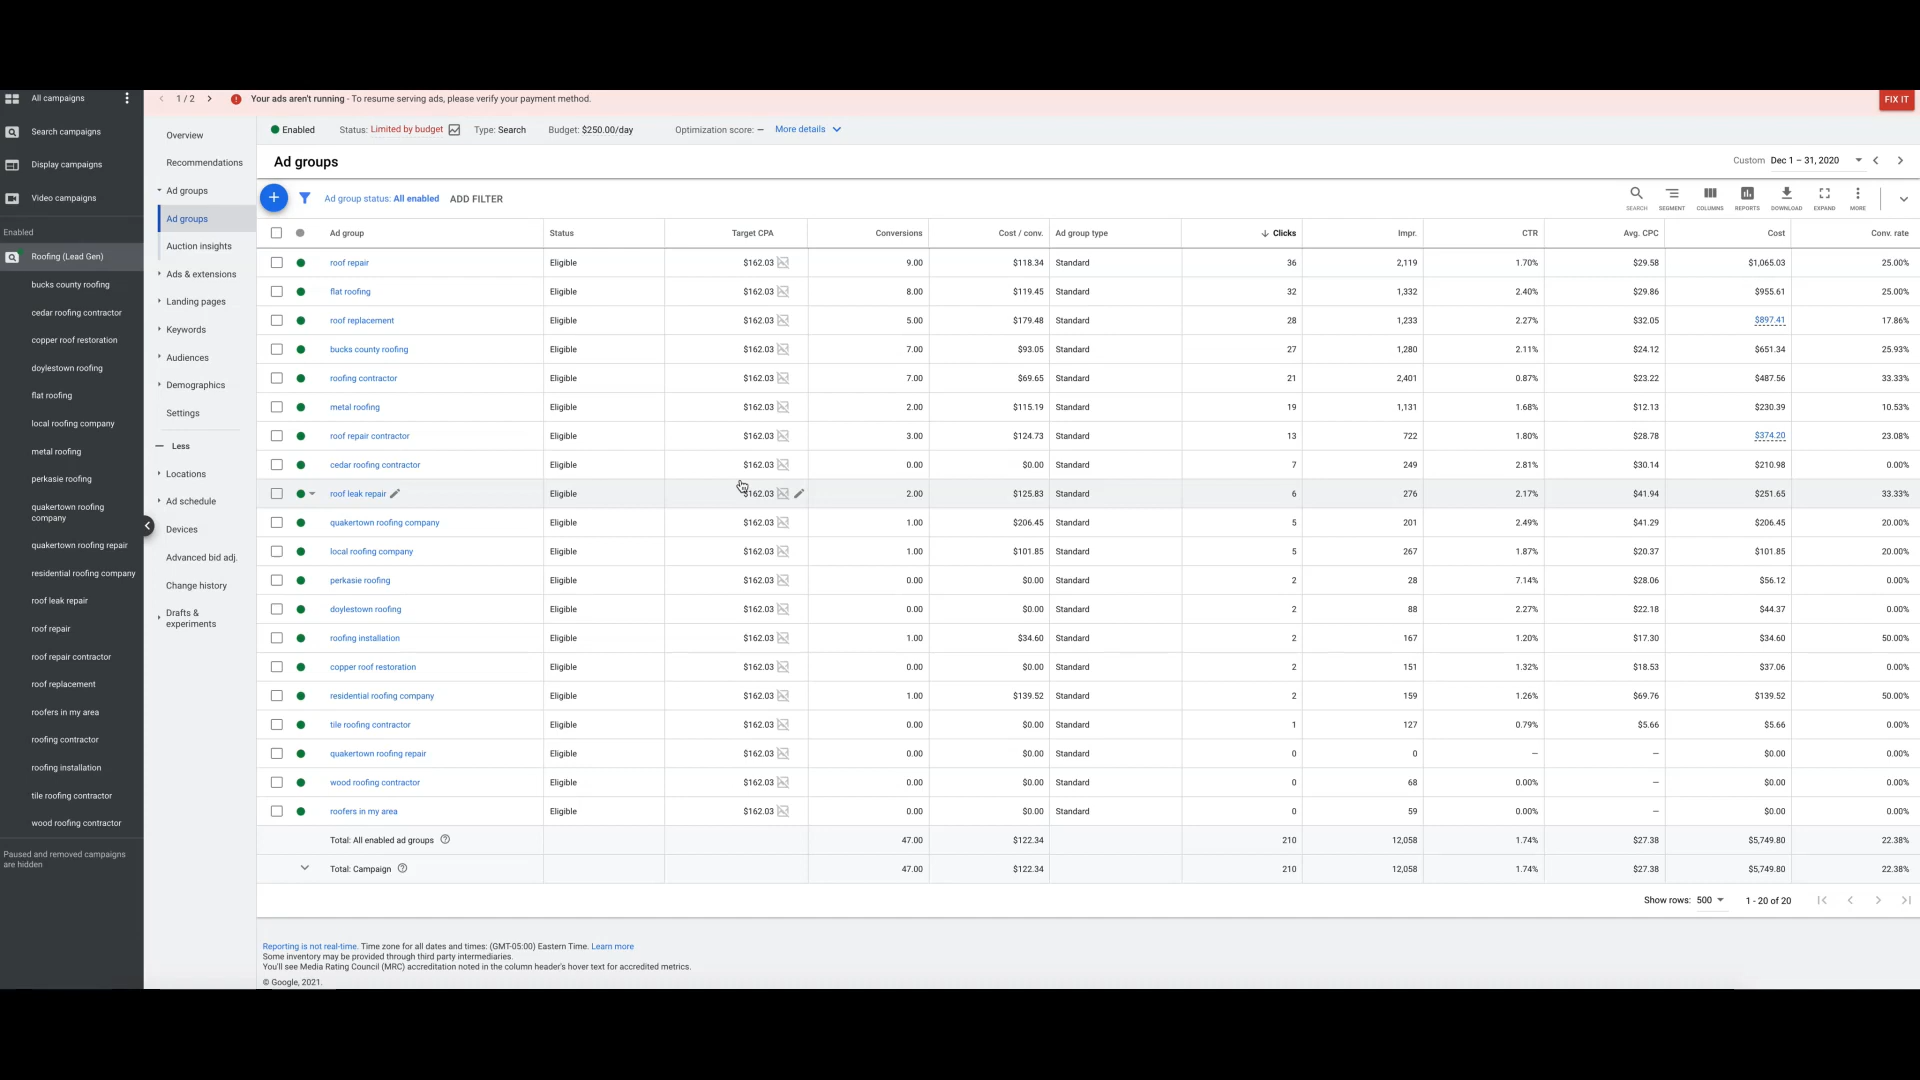 All campaigns
Search campaigns
Display campaigns
Video campaigns
Enabled
Roofing (Lead Gen)
bucks county roofing
cedar roofing contractor
copper roof restoration
doylestown roofing
flat roofing
local roofing company
metal roofing
perkasie roofing
quakertown roofing
company
quakertown roofing repair
residential roofing company
roof leak repair
roof repair
roof repair contractor
roof replacement
roofers in my area
roofing contractor
roofing installation
tile roofing contractor
wood roofing contractor
Paused and removed campaigns
are hidden
1 / 2 Your ads aren't running - To resume serving ads, please verify your payment method. FIX IT
Overview
Recommendations
Ad groups
Ad groups
Auction insights
Ads & extensions
Landing pages
Keywords
Audiences
Demographics
Settings
Less
Locations
Ad schedule
Devices
Advanced bid adj.
Change history
Drafts &
experiments
Enabled Status: Limited by budget Type: Search Budget: $250.00/day Optimization score: — More details
Ad groups Custom Dec 1 – 31, 2020
Ad group status: All enabled ADD FILTER SEARCH SEGMENT COLUMNS REPORTS DOWNLOAD EXPAND MORE
Ad group Status Target CPA Conversions Cost / conv. Ad group type Clicks Impr. CTR Avg. CPC Cost Conv. rate
roof repair Eligible $162.03 9.00 $118.34 Standard 36 2,119 1.70% $29.58 $1,065.03 25.00%
flat roofing Eligible $162.03 8.00 $119.45 Standard 32 1,332 2.40% $29.86 $955.61 25.00%
roof replacement Eligible $162.03 5.00 $179.48 Standard 28 1,233 2.27% $32.05 $897.41 17.86%
bucks county roofing Eligible $162.03 7.00 $93.05 Standard 27 1,280 2.11% $24.12 $651.34 25.93%
roofing contractor Eligible $162.03 7.00 $69.65 Standard 21 2,401 0.87% $23.22 $487.56 33.33%
metal roofing Eligible $162.03 2.00 $115.19 Standard 19 1,131 1.68% $12.13 $230.39 10.53%
roof repair contractor Eligible $162.03 3.00 $124.73 Standard 13 722 1.80% $28.78 $374.20 23.08%
cedar roofing contractor Eligible $162.03 0.00 $0.00 Standard 7 249 2.81% $30.14 $210.98 0.00%
roof leak repair Eligible $162.03 2.00 $125.83 Standard 6 276 2.17% $41.94 $251.65 33.33%
quakertown roofing company Eligible $162.03 1.00 $206.45 Standard 5 201 2.49% $41.29 $206.45 20.00%
local roofing company Eligible $162.03 1.00 $101.85 Standard 5 267 1.87% $20.37 $101.85 20.00%
perkasie roofing Eligible $162.03 0.00 $0.00 Standard 2 28 7.14% $28.06 $56.12 0.00%
doylestown roofing Eligible $162.03 0.00 $0.00 Standard 2 88 2.27% $22.18 $44.37 0.00%
roofing installation Eligible $162.03 1.00 $34.60 Standard 2 167 1.20% $17.30 $34.60 50.00%
copper roof restoration Eligible $162.03 0.00 $0.00 Standard 2 151 1.32% $18.53 $37.06 0.00%
residential roofing company Eligible $162.03 1.00 $139.52 Standard 2 159 1.26% $69.76 $139.52 50.00%
tile roofing contractor Eligible $162.03 0.00 $0.00 Standard 1 127 0.79% $5.66 $5.66 0.00%
quakertown roofing repair Eligible $162.03 0.00 $0.00 Standard 0 0 — — $0.00 0.00%
wood roofing contractor Eligible $162.03 0.00 $0.00 Standard 0 68 0.00% — $0.00 0.00%
roofers in my area Eligible $162.03 0.00 $0.00 Standard 0 59 0.00% — $0.00 0.00%
Total: All enabled ad groups 47.00 $122.34 210 12,058 1.74% $27.38 $5,749.80 22.38%
Total: Campaign 47.00 $122.34 210 12,058 1.74% $27.38 $5,749.80 22.38%
Show rows: 500 1 - 20 of 20
Reporting is not real-time. Time zone for all dates and times: (GMT-05:00) Eastern Time. Learn more
Some inventory may be provided through third party intermediaries.
You'll see Media Rating Council (MRC) accreditation noted in the column header's hover text for accredited metrics.
© Google, 2021.